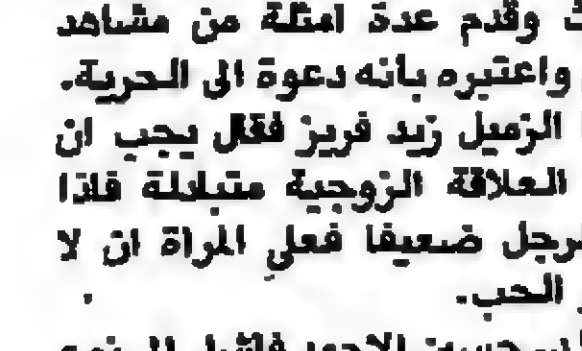 وقدم عدة امثلة من مشاهد
واعتبره بانه دعوة الى الحرية.
الزميل زيد فريز فقال يجب ان
العلاقة الزوجية متبادلة فاذا
لرجل ضعيفا فعلى المراة ان لا
الحب.